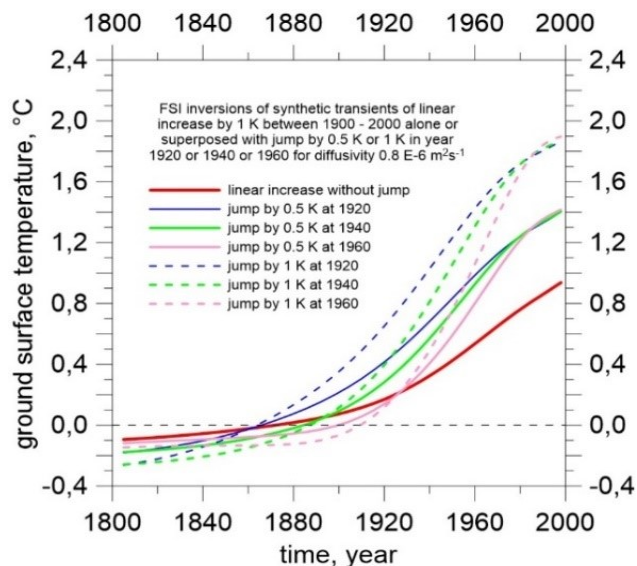 1800 1840 1880 1920 1960 2000
2,4 2,4
2,0 2,0
1,6 1,6
1,2 1,2
0,8 0,8
0,4 0,4
0,0 0,0
-0,4 -0,4
ground surface temperature, °C
FSI inversions of synthetic transients of linear
increase by 1 K between 1900 - 2000 alone or
superposed with jump by 0.5 K or 1 K in year
1920 or 1940 or 1960 for diffusivity 0.8 E-6 m²s⁻¹
linear increase without jump
jump by 0.5 K at 1920
jump by 0.5 K at 1940
jump by 0.5 K at 1960
jump by 1 K at 1920
jump by 1 K at 1940
jump by 1 K at 1960
1800 1840 1880 1920 1960 2000
time, year